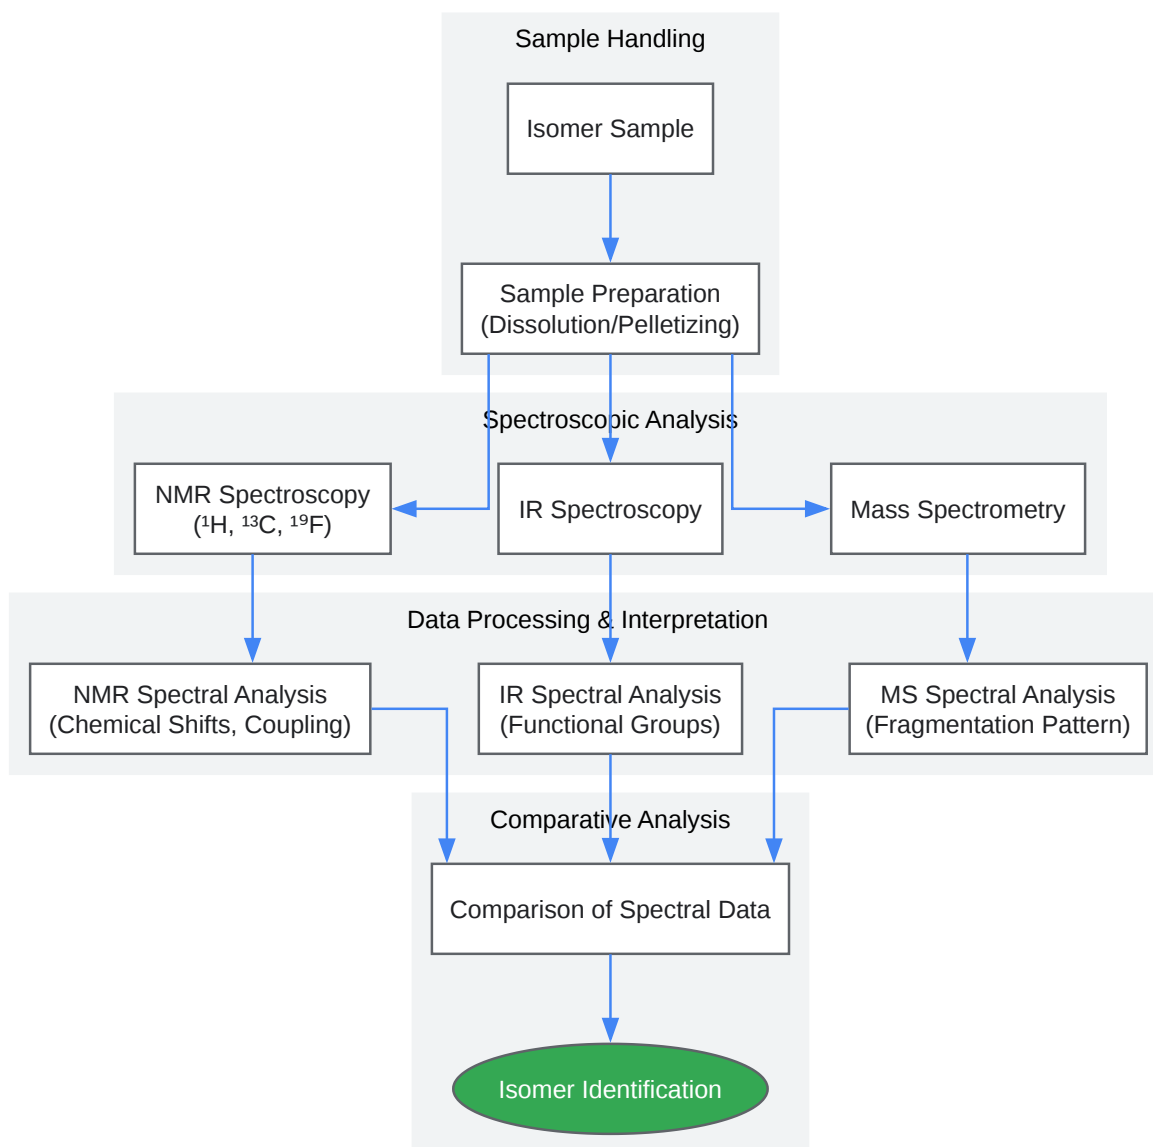 Sample Handling
Isomer Sample
Sample Preparation
(Dissolution/Pelletizing)
Spectroscopic Analysis
NMR Spectroscopy
(¹H, ¹³C, ¹⁹F)
IR Spectroscopy
Mass Spectrometry
Data Processing & Interpretation
NMR Spectral Analysis
(Chemical Shifts, Coupling)
IR Spectral Analysis
(Functional Groups)
MS Spectral Analysis
(Fragmentation Pattern)
Comparative Analysis
Comparison of Spectral Data
Isomer Identification